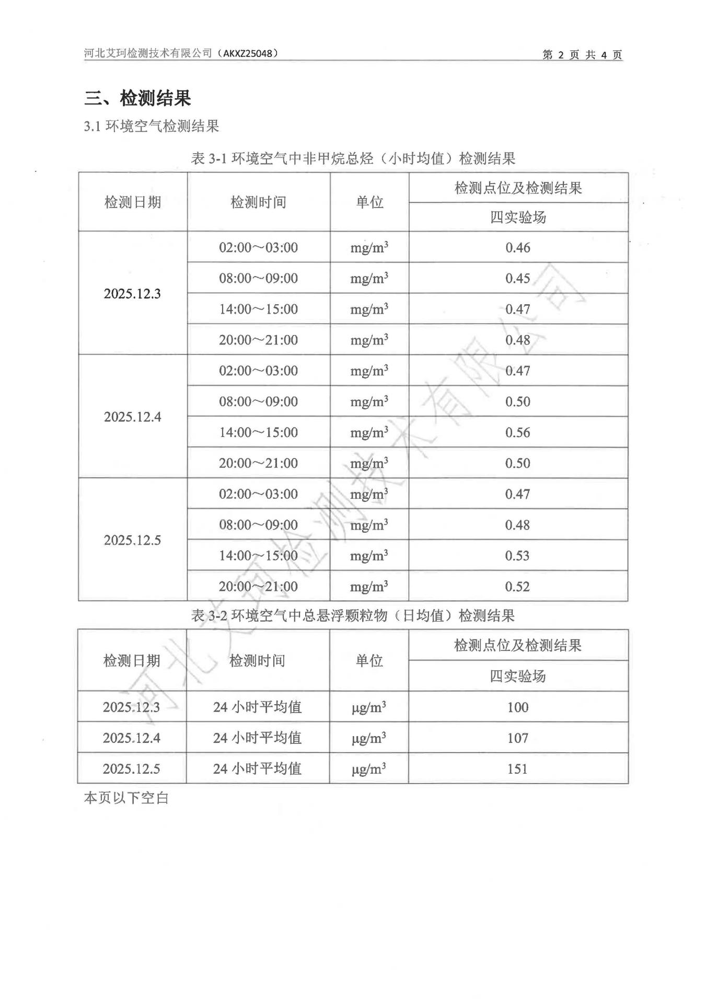 河北艾珂检测技术有限公司（AKXZ25048）
第 2 页 共 4 页
三、检测结果
3.1 环境空气检测结果
表 3-1 环境空气中非甲烷总烃（小时均值）检测结果
检测日期 检测时间 单位 检测点位及检测结果
四实验场
2025.12.3
02:00～03:00 mg/m³ 0.46
08:00～09:00 mg/m³ 0.45
14:00～15:00 mg/m³ 0.47
20:00～21:00 mg/m³ 0.48
2025.12.4
02:00～03:00 mg/m³ 0.47
08:00～09:00 mg/m³ 0.50
14:00～15:00 mg/m³ 0.56
20:00～21:00 mg/m³ 0.50
2025.12.5
02:00～03:00 mg/m³ 0.47
08:00～09:00 mg/m³ 0.48
14:00～15:00 mg/m³ 0.53
20:00～21:00 mg/m³ 0.52
表 3-2 环境空气中总悬浮颗粒物（日均值）检测结果
检测日期 检测时间 单位 检测点位及检测结果
四实验场
2025.12.3 24 小时平均值 μg/m³ 100
2025.12.4 24 小时平均值 μg/m³ 107
2025.12.5 24 小时平均值 μg/m³ 151
本页以下空白
河北艾珂检测技术有限公司